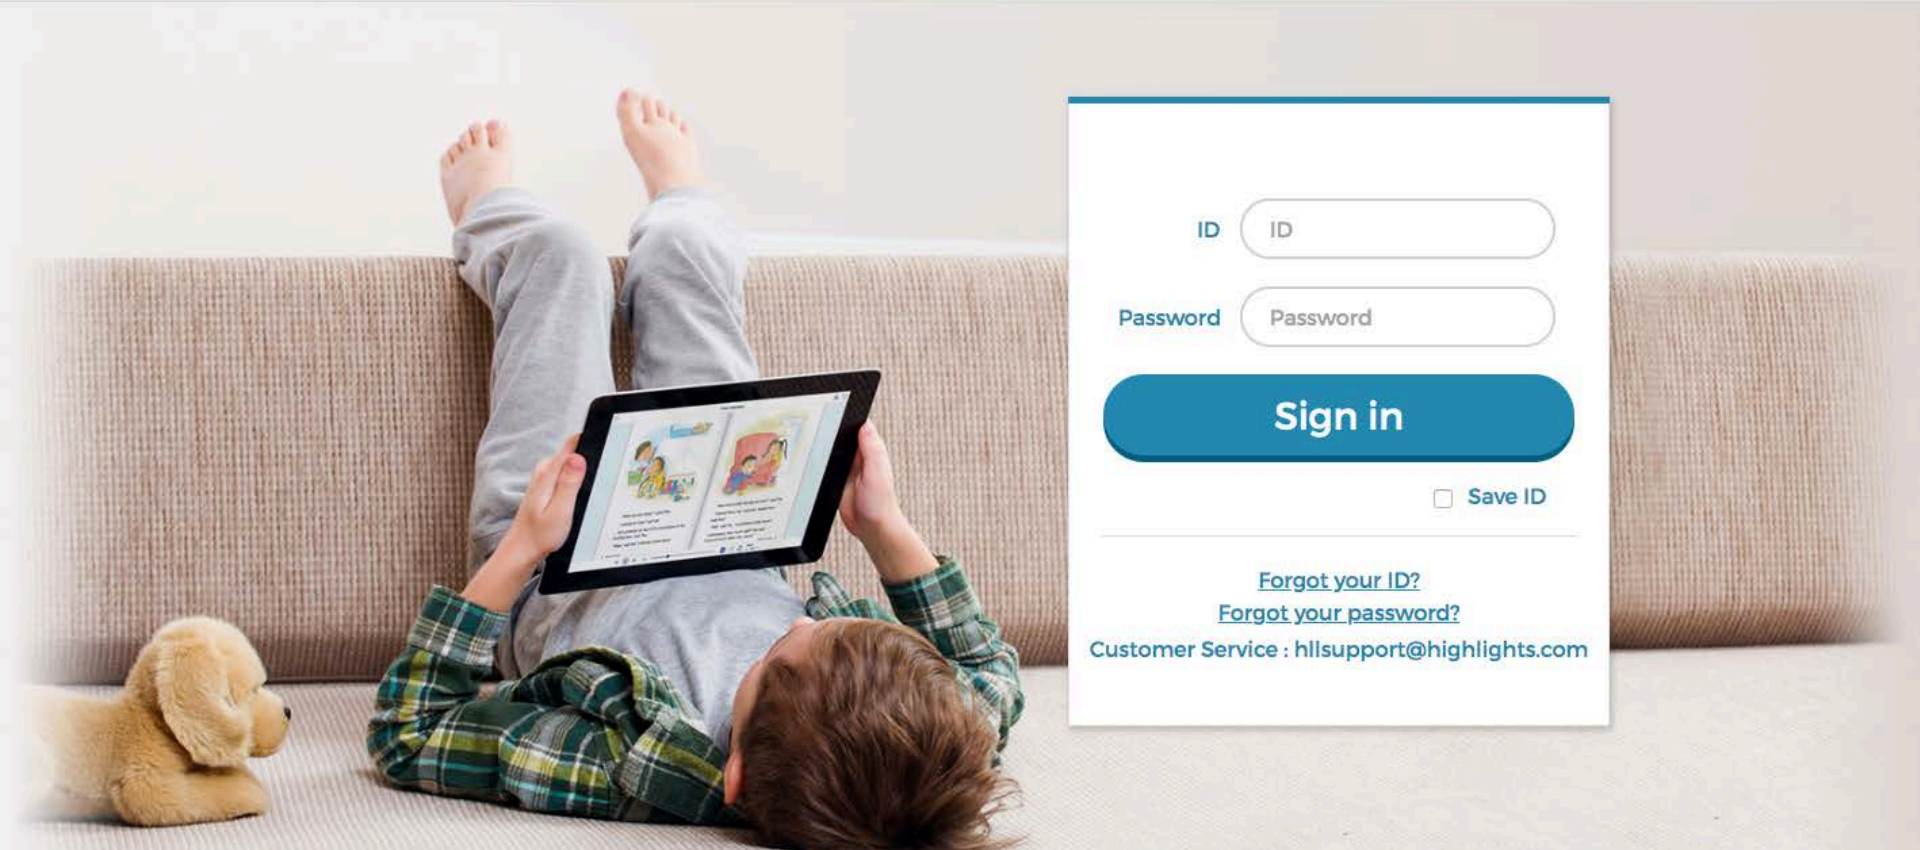 ID ID
Password Password
Sign in
Save ID
Forgot your ID?
Forgot your password?
Customer Service : hllsupport@highlights.com